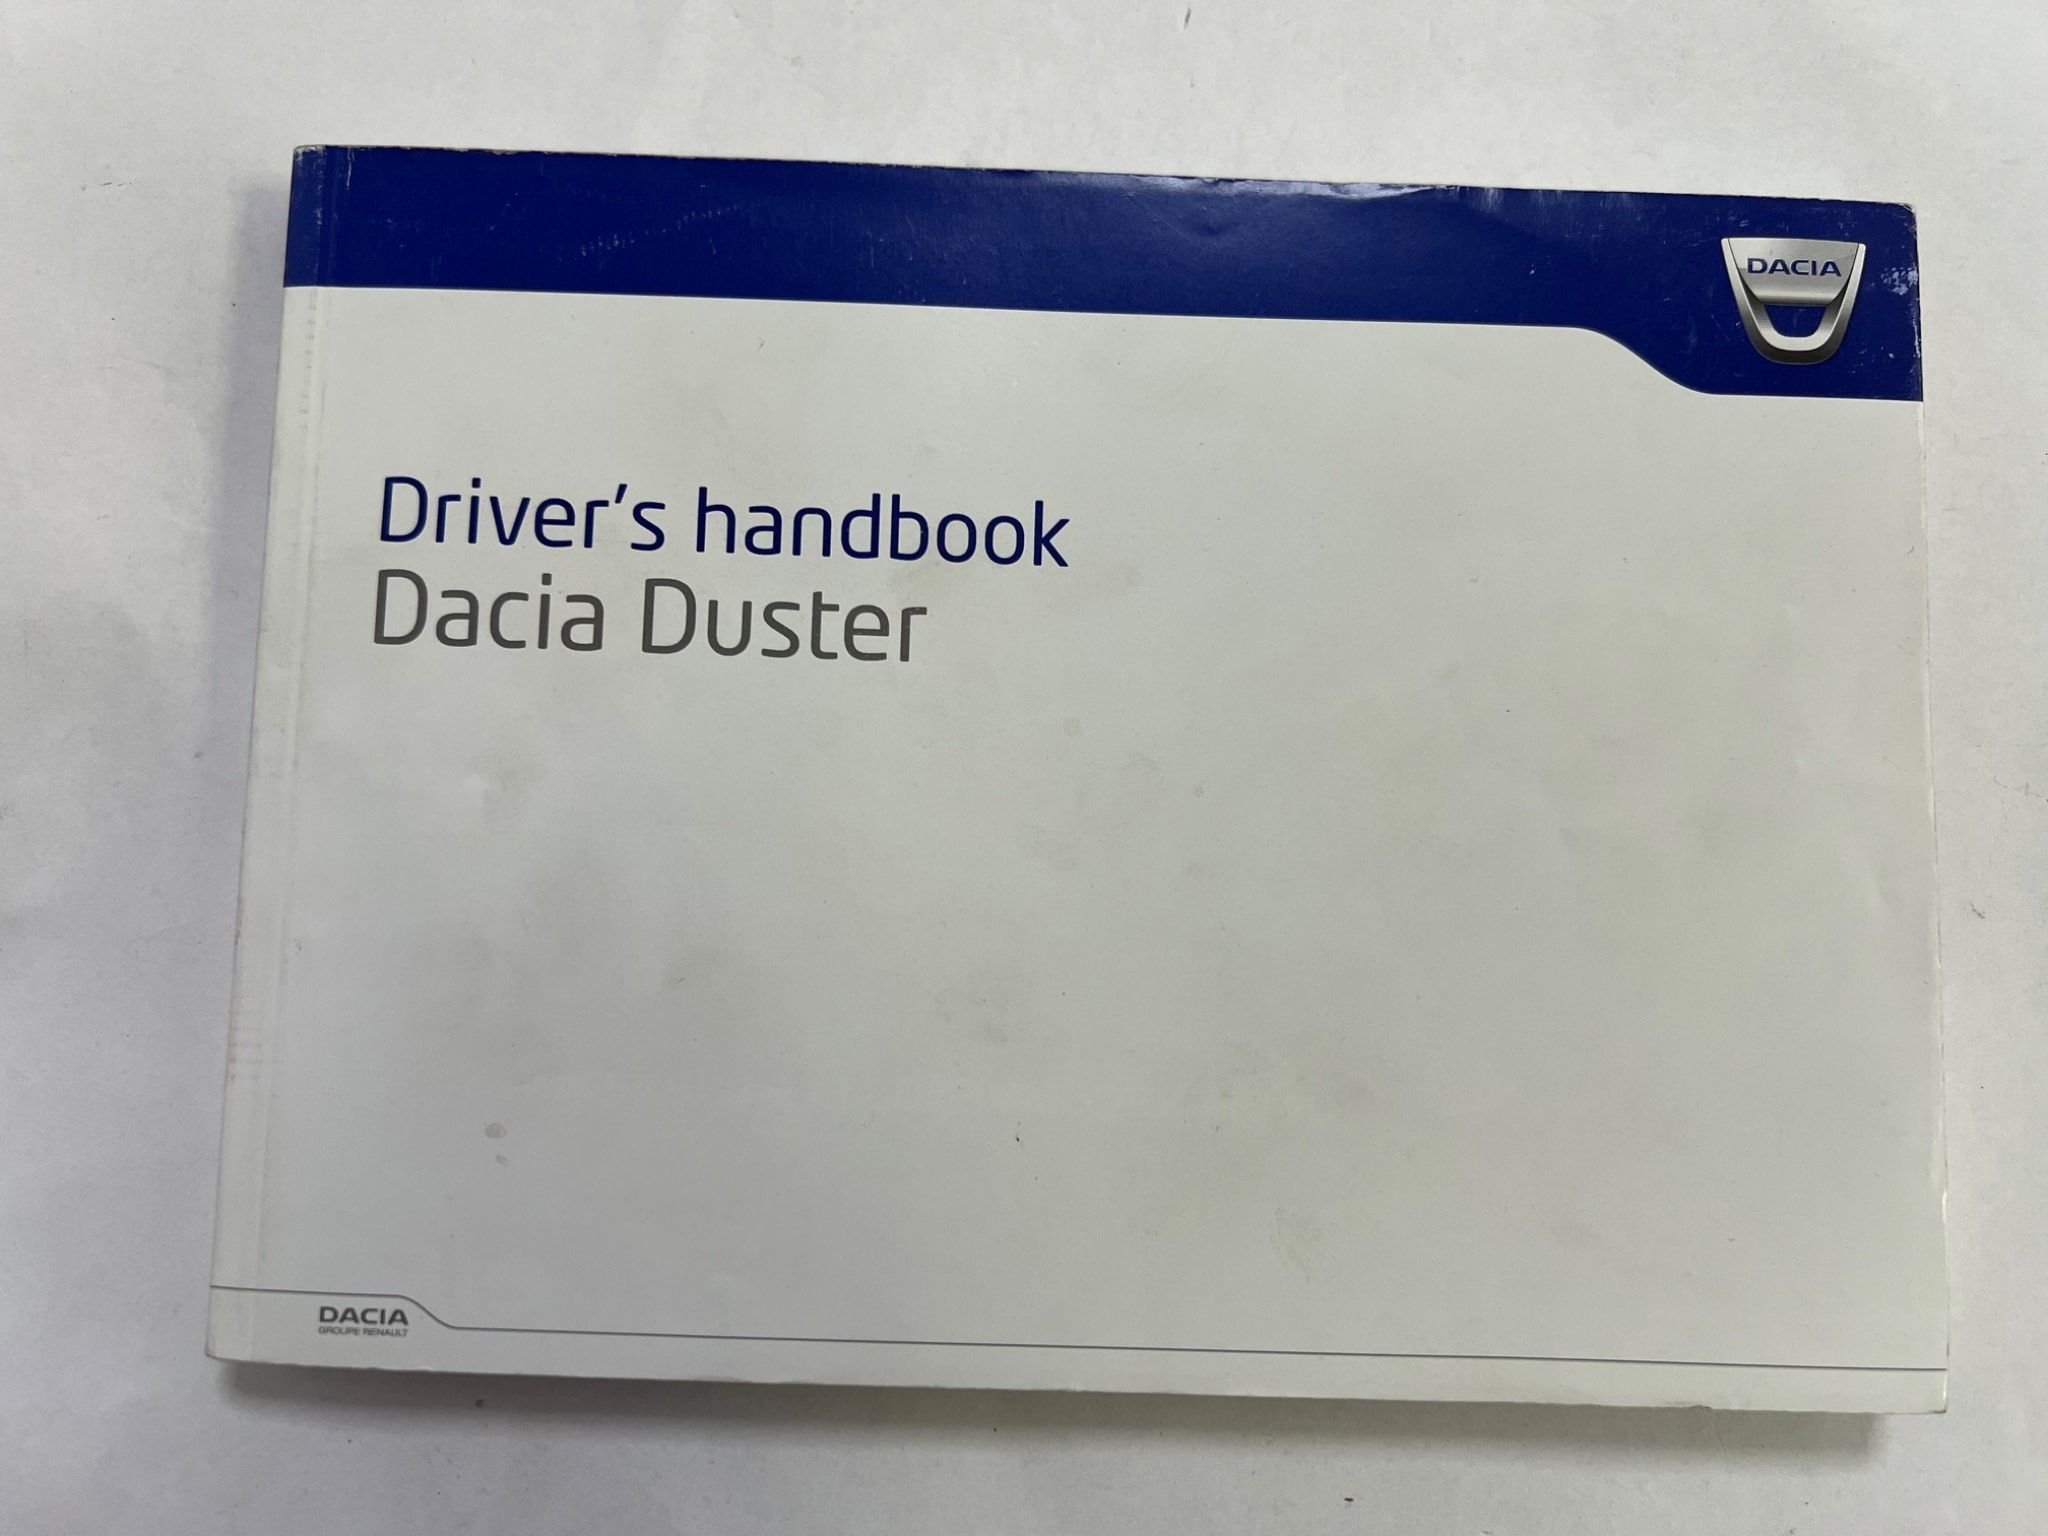 DACIA
Driver's handbook
Dacia Duster
DACIA
GROUPE RENAULT